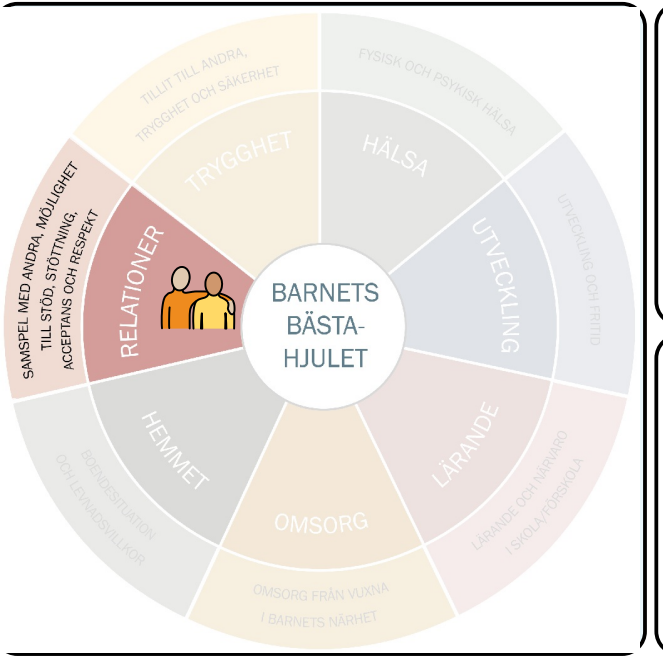 BARNETS
BÄSTA-
HJULET
TRYGGHET
TILLIT TILL ANDRA,
TRYGGHET OCH SÄKERHET
HÄLSA
FYSISK OCH PSYKISK HÄLSA
UTVECKLING
UTVECKLING OCH FRITID
LÄRANDE
LÄRANDE OCH NÄRVARO
I SKOLA/FÖRSKOLA
OMSORG
OMSORG FRÅN VUXNA
I BARNETS NÄRHET
HEMMET
BOENDESITUATION
OCH LEVNADSVILLKOR
RELATIONER
SAMSPEL MED ANDRA, MÖJLIGHET
TILL STÖD, STÖTTNING,
ACCEPTANS OCH RESPEKT